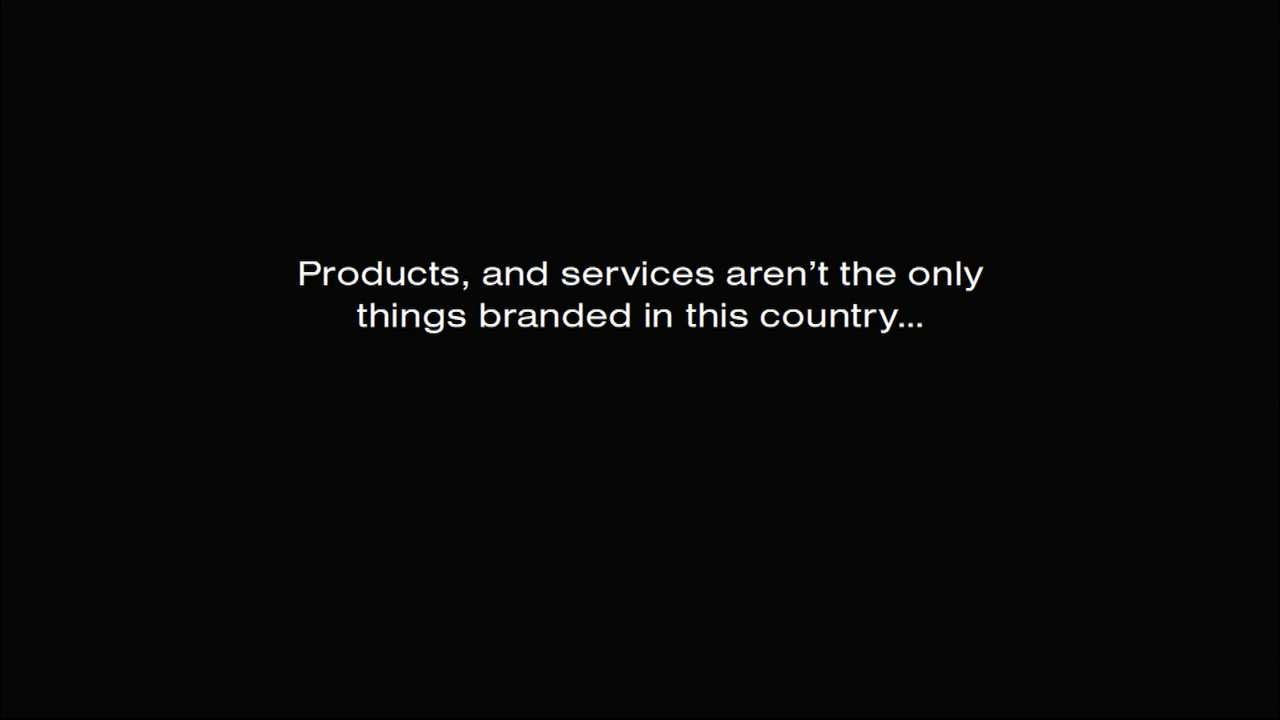 Products, and services aren’t the only
things branded in this country...